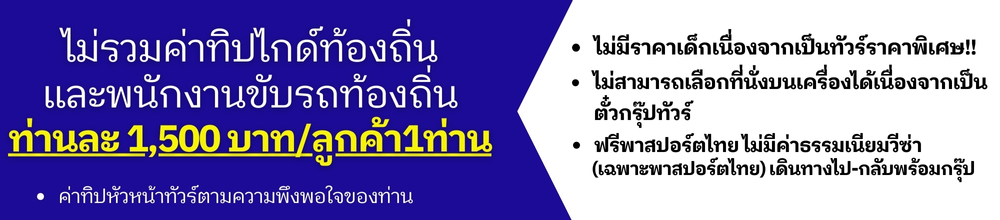 ไม่รวมค่าทิปไกด์ท้องถิ่น
และพนักงานขับรถท้องถิ่น
ท่านละ 1,500 บาท/ลูกค้า1ท่าน
• ค่าทิปหัวหน้าทัวร์ตามความพึงพอใจของท่าน
• ไม่มีราคาเด็กเนื่องจากเป็นทัวร์ราคาพิเศษ!!
• ไม่สามารถเลือกที่นั่งบนเครื่องได้เนื่องจากเป็น
ตั๋วกรุ๊ปทัวร์
• ฟรีพาสปอร์ตไทย ไม่มีค่าธรรมเนียมวีซ่า
(เฉพาะพาสปอร์ตไทย) เดินทางไป-กลับพร้อมกรุ๊ป